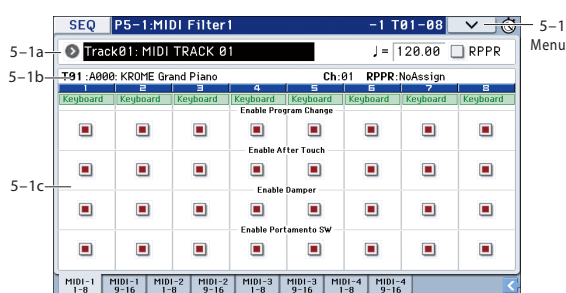 SEQ P5-1:MIDI Filter1 -1 T01-08
5-1
Menu
5-1a
Track01: MIDI TRACK 01 ♩= 120.00 RPPR
5-1b
T01 :A000: KROME Grand Piano Ch:01 RPPR:NoAssign
1 2 3 4 5 6 7 8
Keyboard Keyboard Keyboard Keyboard Keyboard Keyboard Keyboard Keyboard
Enable Program Change
Enable After Touch
5-1c
Enable Damper
Enable Portamento SW
MIDI-1 MIDI-1 MIDI-2 MIDI-2 MIDI-3 MIDI-3 MIDI-4 MIDI-4
1-8 9-16 1-8 9-16 1-8 9-16 1-8 9-16